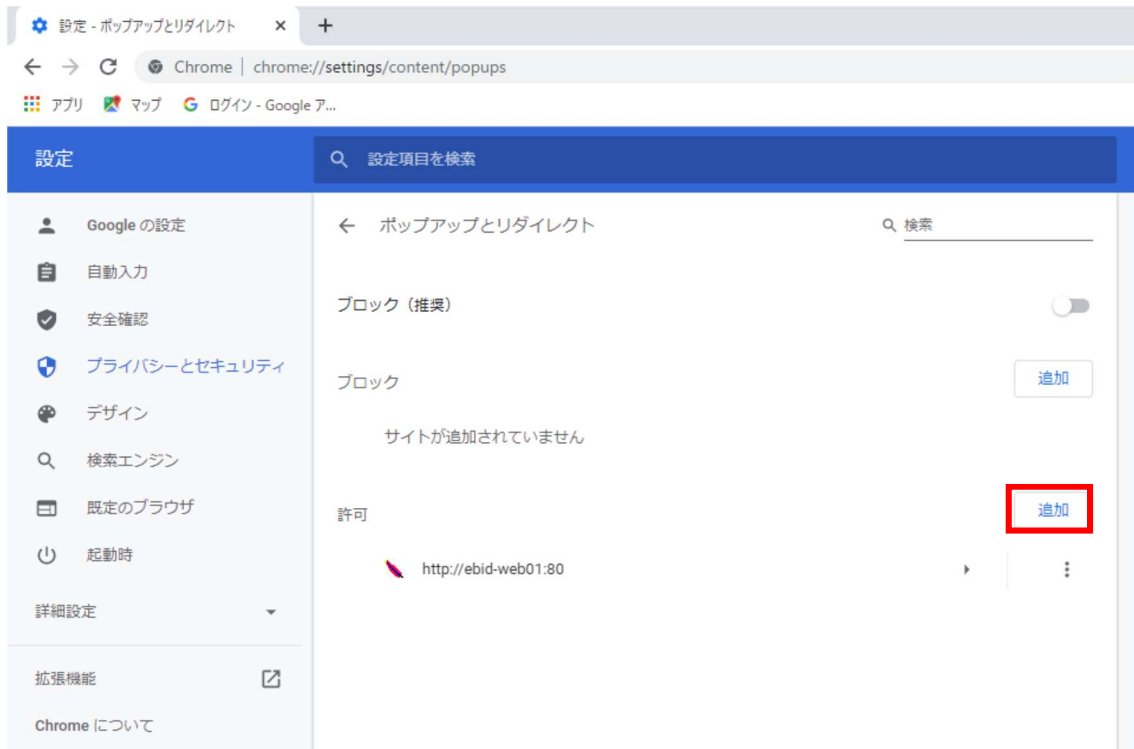 設定 - ポップアップとリダイレクト
Chrome | chrome://settings/content/popups
アプリ マップ ログイン - Google ア...
設定
設定項目を検索
Google の設定
自動入力
安全確認
プライバシーとセキュリティ
デザイン
検索エンジン
既定のブラウザ
起動時
詳細設定
拡張機能
Chrome について
ポップアップとリダイレクト
検索
ブロック（推奨）
ブロック
追加
サイトが追加されていません
許可
追加
http://ebid-web01:80